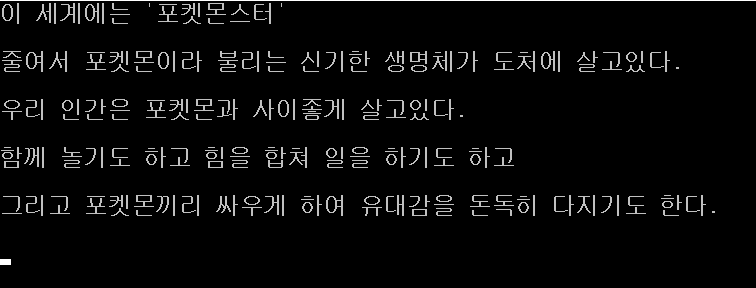 이 세계에는 '포켓몬스터'
줄여서 포켓몬이라 불리는 신기한 생명체가 도처에 살고있다.
우리 인간은 포켓몬과 사이좋게 살고있다.
함께 놀기도 하고 힘을 합쳐 일을 하기도 하고
그리고 포켓몬끼리 싸우게 하여 유대감을 돈독히 다지기도 한다.